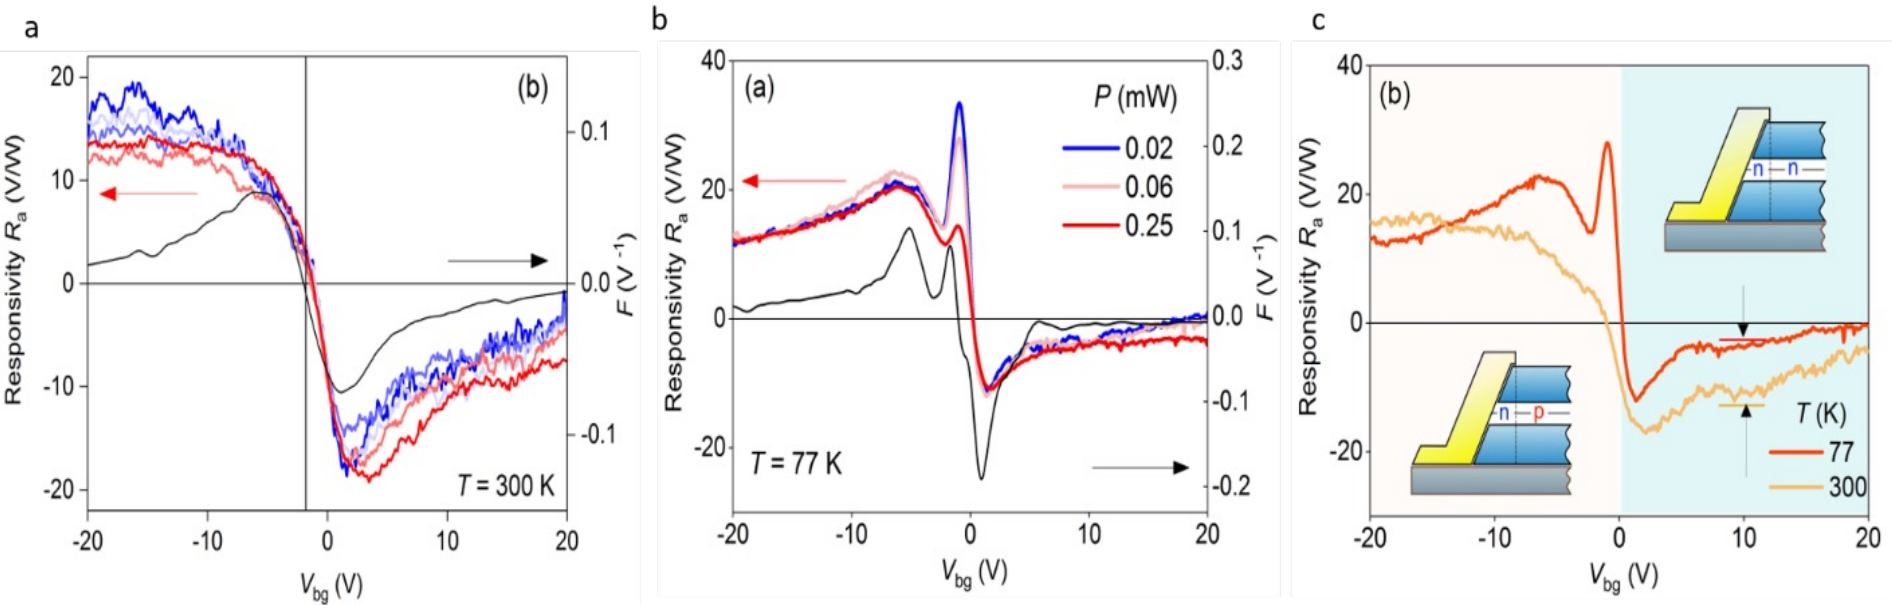 a
b
c
Responsivity Rₐ (V/W)
20
10
0
-10
-20
(b)
T = 300 K
0.1
0.0
-0.1
F (V ⁻¹)
-20 -10 0 10 20
V_bg (V)
Responsivity Rₐ (V/W)
40
20
0
-20
(a)
P (mW)
0.02
0.06
0.25
T = 77 K
0.3
0.2
0.1
0.0
-0.1
-0.2
F (V ⁻¹)
-20 -10 0 10 20
V_bg (V)
Responsivity Rₐ (V/W)
40
20
0
-20
(b)
n n
n p
T (K)
77
300
-20 -10 0 10 20
V_bg (V)